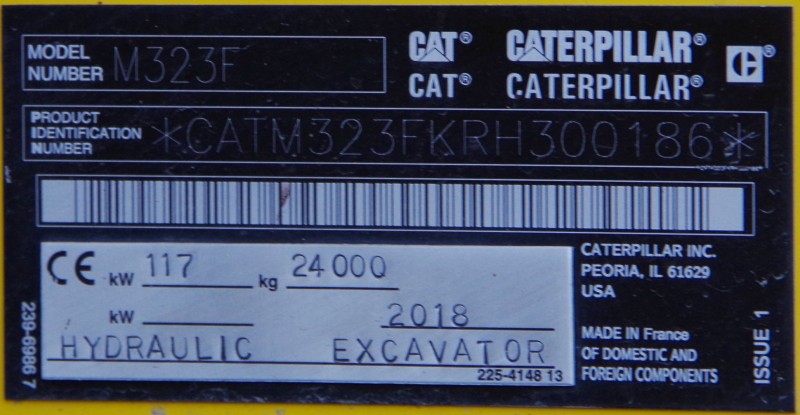 MODEL NUMBER M323F
CAT® CATERPILLAR®
CAT® CATERPILLAR®
PRODUCT IDENTIFICATION NUMBER *CATM323FKRH300186*
CE kW 117 kg 24000
kW 2018
HYDRAULIC EXCAVATOR
225-4148 13
239-6986 7
CATERPILLAR INC.
PEORIA, IL 61629
USA
MADE IN France
OF DOMESTIC AND
FOREIGN COMPONENTS
ISSUE 1